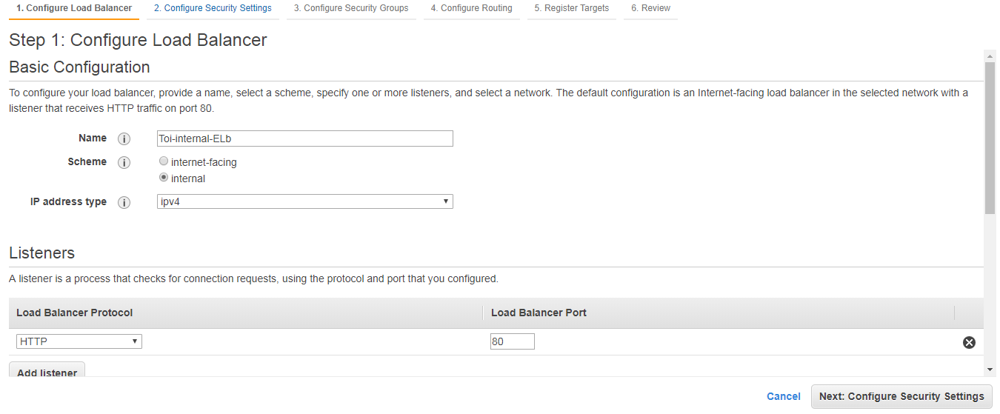 1. Configure Load Balancer 2. Configure Security Settings 3. Configure Security Groups 4. Configure Routing 5. Register Targets 6. Review
Step 1: Configure Load Balancer
Basic Configuration
To configure your load balancer, provide a name, select a scheme, specify one or more listeners, and select a network. The default configuration is an Internet-facing load balancer in the selected network with a
listener that receives HTTP traffic on port 80.
Name i Toi-internal-ELb
Scheme i internet-facing
internal
IP address type i ipv4
Listeners
A listener is a process that checks for connection requests, using the protocol and port that you configured.
Load Balancer Protocol Load Balancer Port
HTTP 80
Add listener
Cancel Next: Configure Security Settings